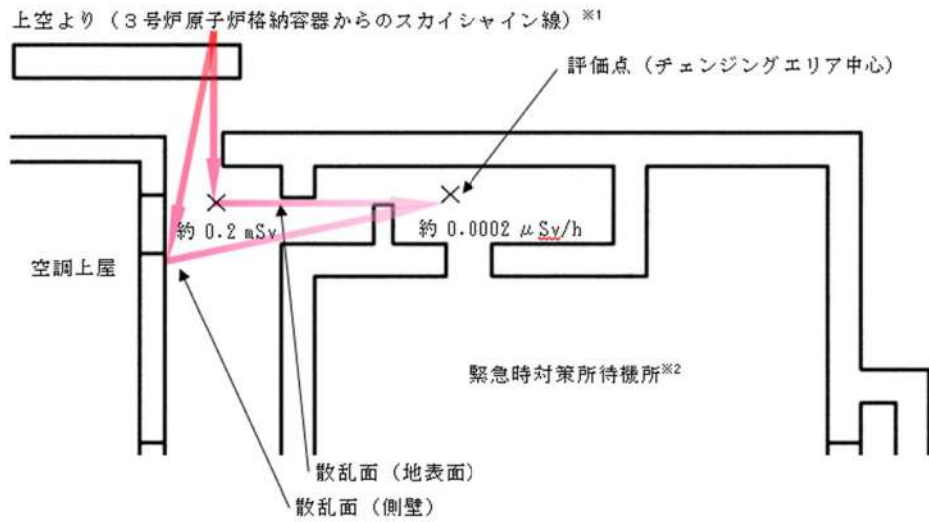 上空より（３号炉原子炉格納容器からのスカイシャイン線）※1
評価点（チェンジングエリア中心）
約 0.2 mSv
約 0.0002 μSv/h
空調上屋
緊急時対策所待機所※2
散乱面（地表面）
散乱面（側壁）